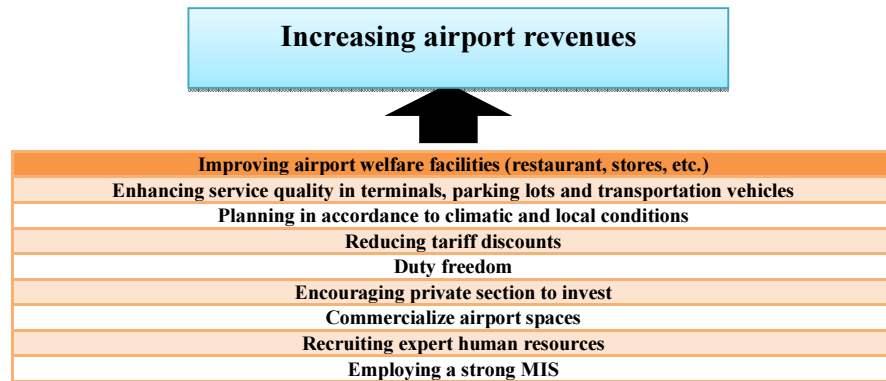 Increasing airport revenues
Improving airport welfare facilities (restaurant, stores, etc.)
Enhancing service quality in terminals, parking lots and transportation vehicles
Planning in accordance to climatic and local conditions
Reducing tariff discounts
Duty freedom
Encouraging private section to invest
Commercialize airport spaces
Recruiting expert human resources
Employing a strong MIS